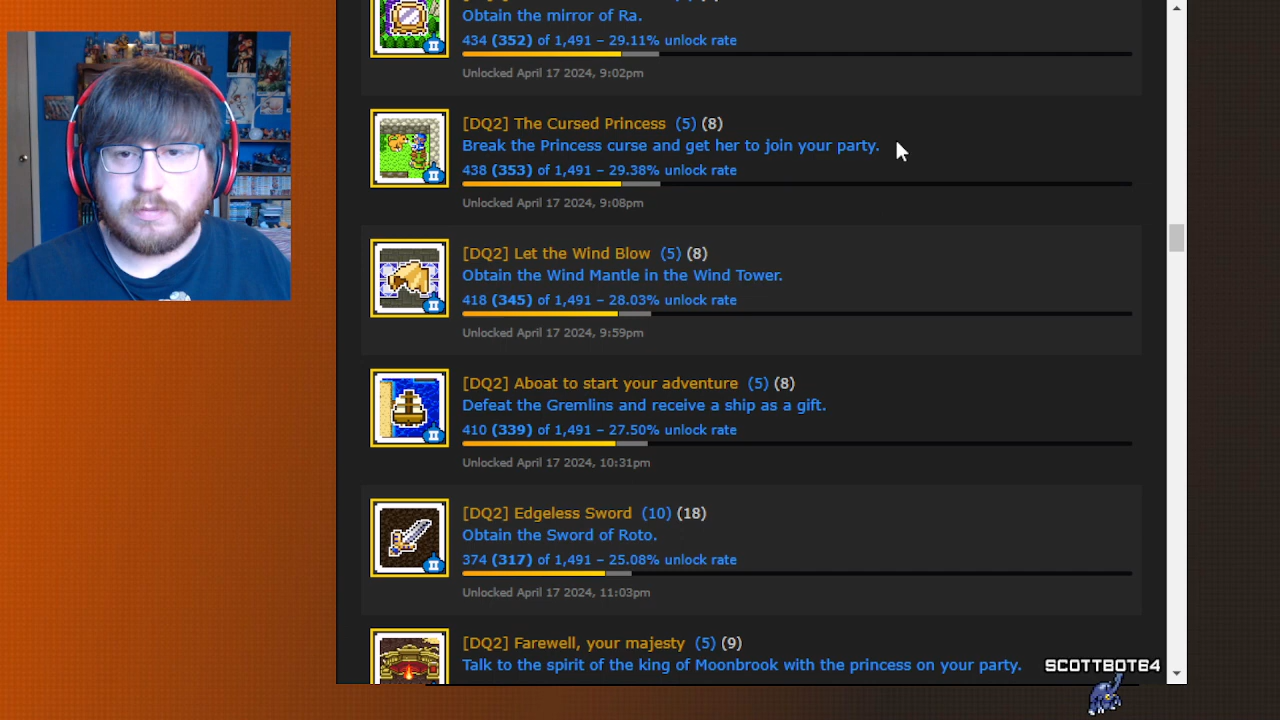 Obtain the mirror of Ra.
434 (352) of 1,491 – 29.11% unlock rate
Unlocked April 17 2024, 9:02pm
[DQ2] The Cursed Princess (5) (8)
Break the Princess curse and get her to join your party.
438 (353) of 1,491 – 29.38% unlock rate
Unlocked April 17 2024, 9:08pm
[DQ2] Let the Wind Blow (5) (8)
Obtain the Wind Mantle in the Wind Tower.
418 (345) of 1,491 – 28.03% unlock rate
Unlocked April 17 2024, 9:59pm
[DQ2] Aboat to start your adventure (5) (8)
Defeat the Gremlins and receive a ship as a gift.
410 (339) of 1,491 – 27.50% unlock rate
Unlocked April 17 2024, 10:31pm
[DQ2] Edgeless Sword (10) (18)
Obtain the Sword of Roto.
374 (317) of 1,491 – 25.08% unlock rate
Unlocked April 17 2024, 11:03pm
[DQ2] Farewell, your majesty (5) (9)
Talk to the spirit of the king of Moonbrook with the princess on your party.
SCOTTBOT64
II
II
II
II
II